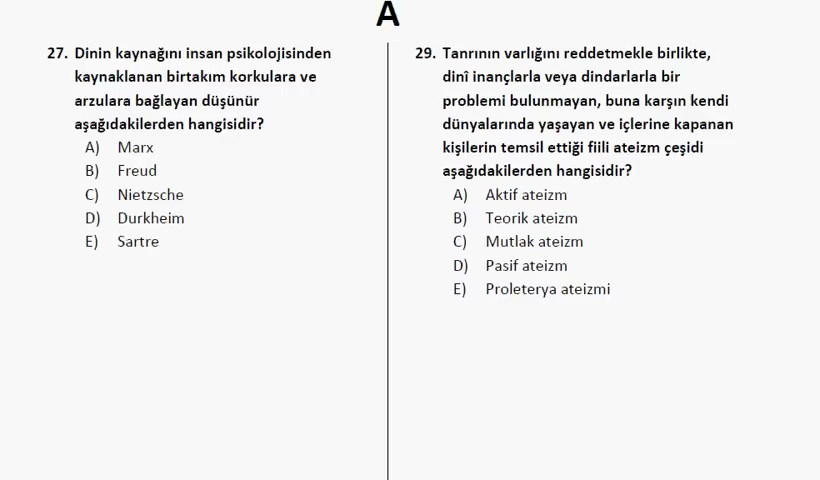 A
27. Dinin kaynağını insan psikolojisinden
kaynaklanan birtakım korkulara ve
arzulara bağlayan düşünür
aşağıdakilerden hangisidir?
A) Marx
B) Freud
C) Nietzsche
D) Durkheim
E) Sartre
29. Tanrının varlığını reddetmekle birlikte,
dinî inançlarla veya dindarlarla bir
problemi bulunmayan, buna karşın kendi
dünyalarında yaşayan ve içlerine kapanan
kişilerin temsil ettiği fiili ateizm çeşidi
aşağıdakilerden hangisidir?
A) Aktif ateizm
B) Teorik ateizm
C) Mutlak ateizm
D) Pasif ateizm
E) Proleterya ateizmi